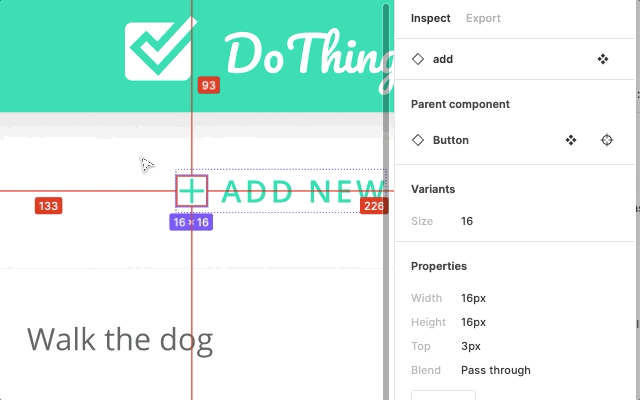 DoThing
93
133
ADD NEW
226
16 × 16
Walk the dog
Inspect Export
add
Parent component
Button
Variants
Size 16
Properties
Width 16px
Height 16px
Top 3px
Blend Pass through